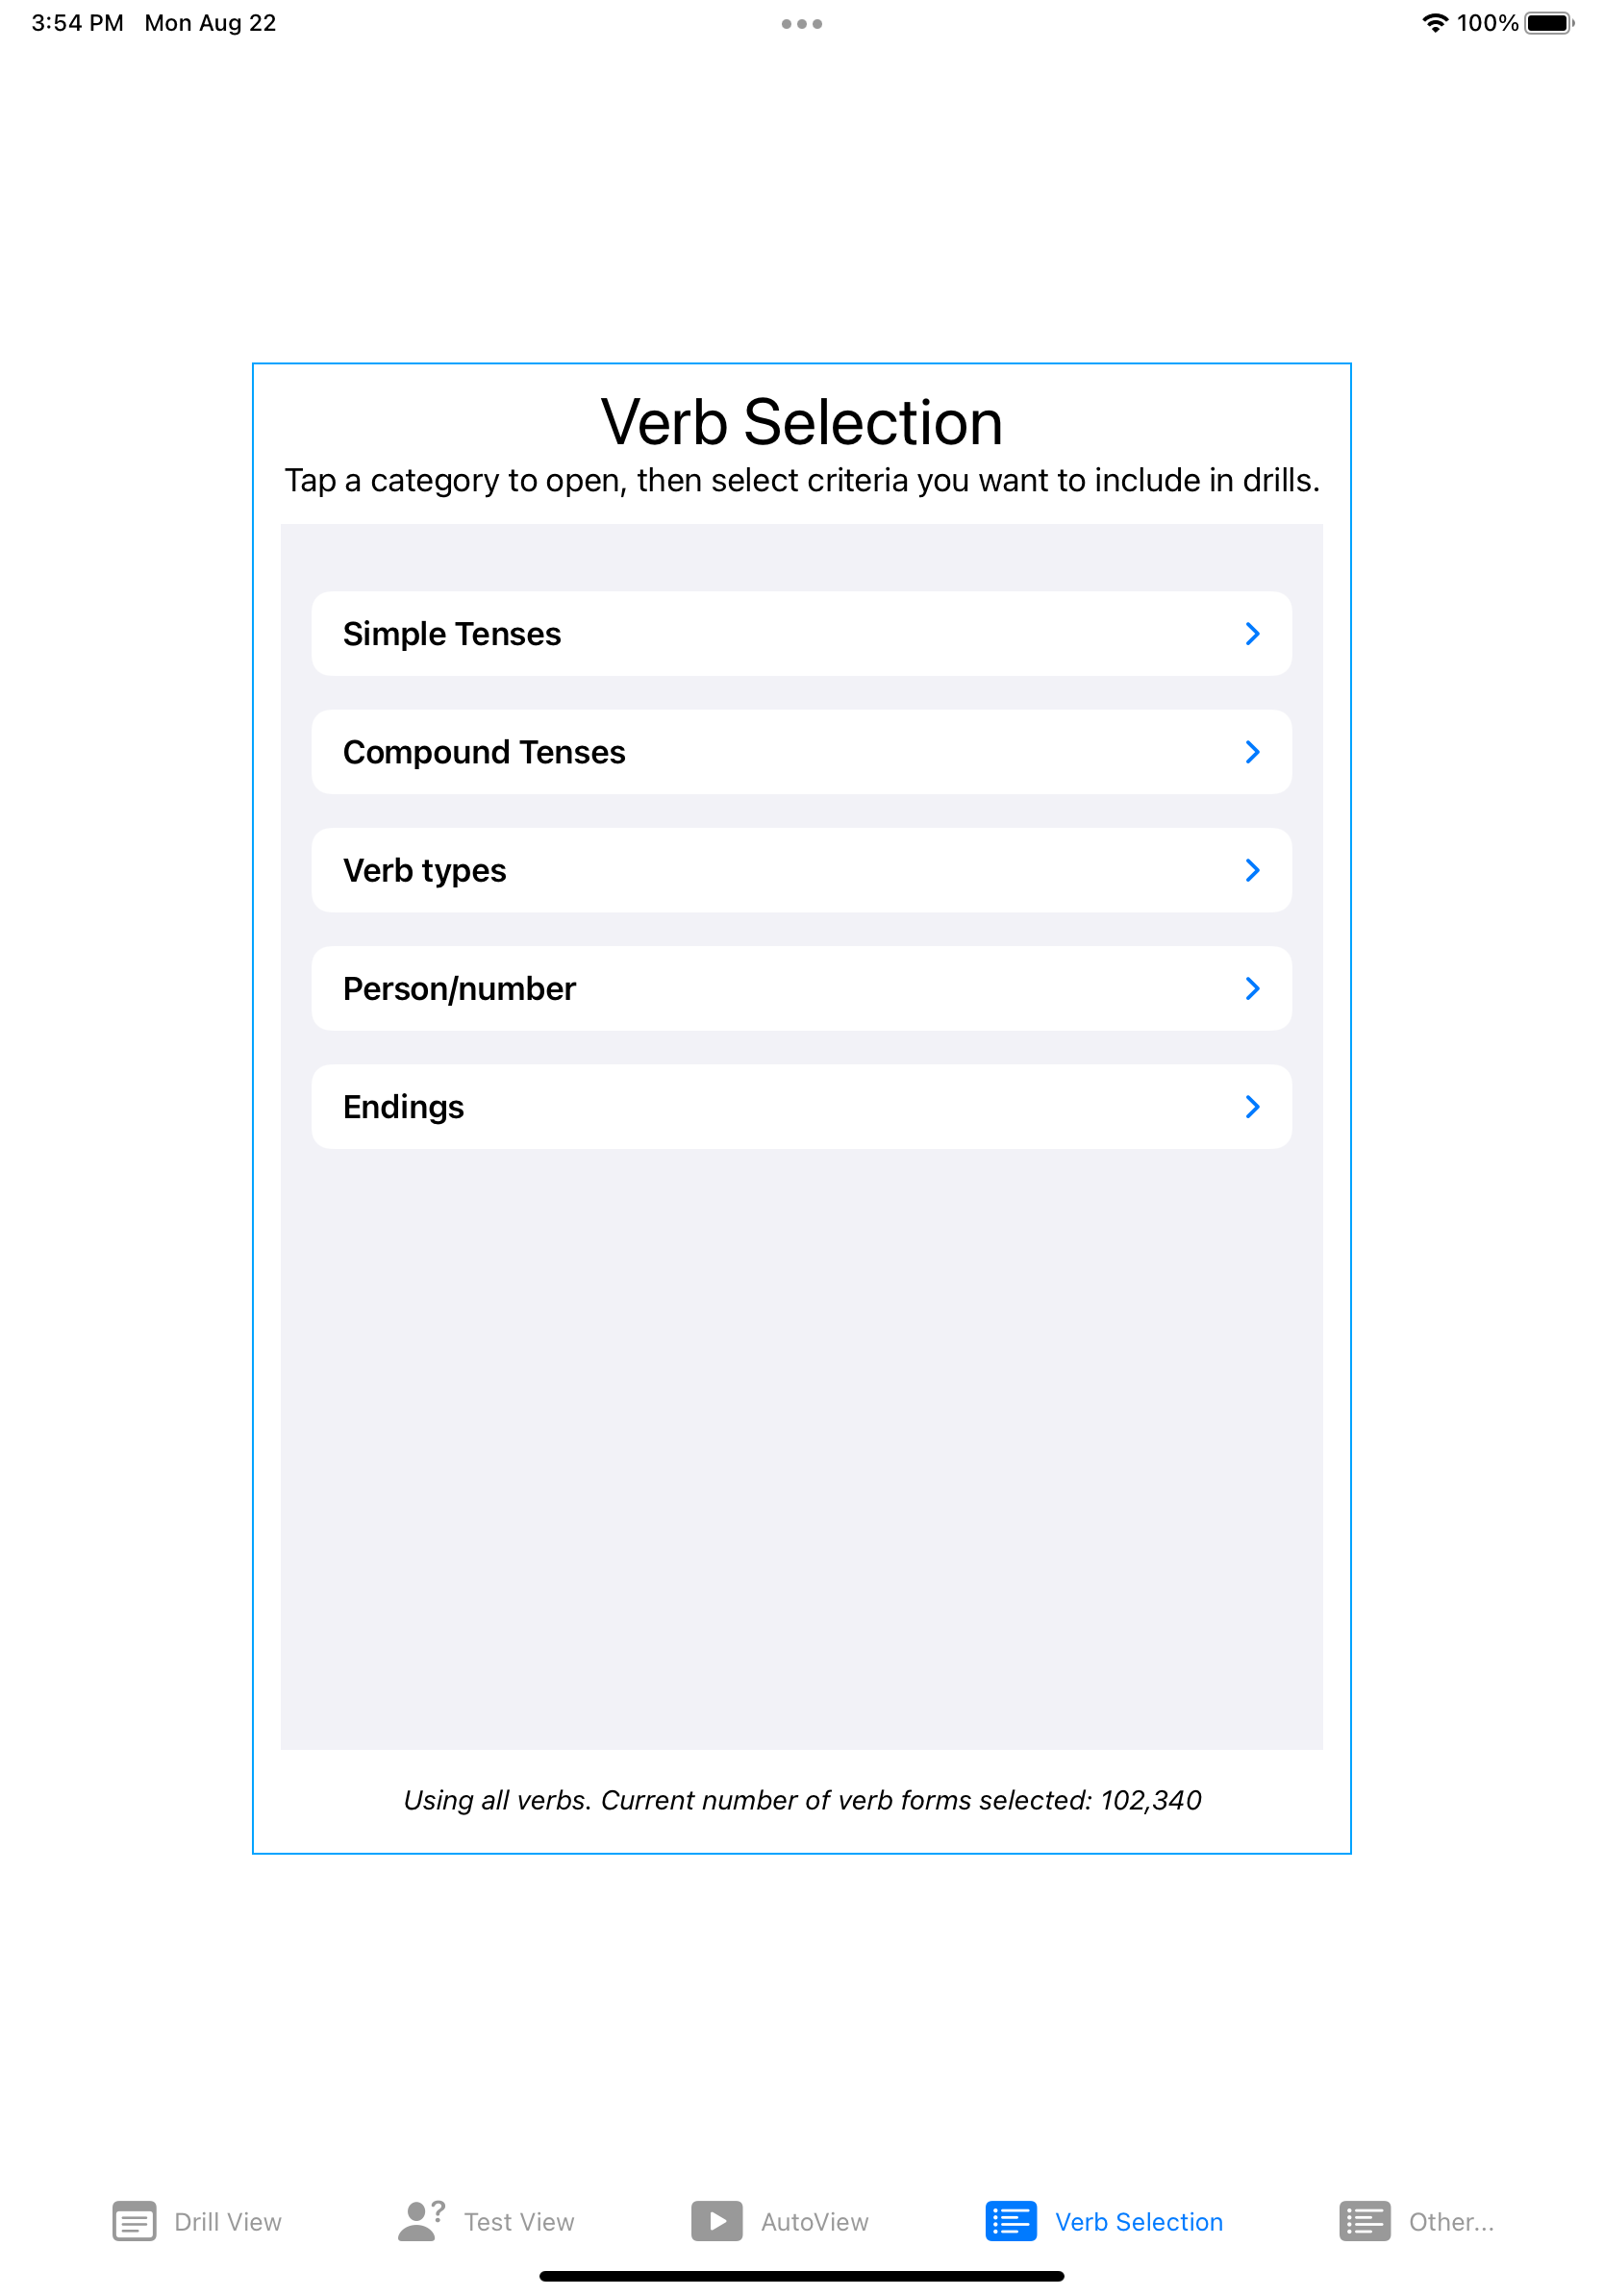 3:54 PM Mon Aug 22
100%
Verb Selection
Tap a category to open, then select criteria you want to include in drills.
Simple Tenses
Compound Tenses
Verb types
Person/number
Endings
Using all verbs. Current number of verb forms selected: 102,340
Drill View
? Test View
AutoView
Verb Selection
Other...